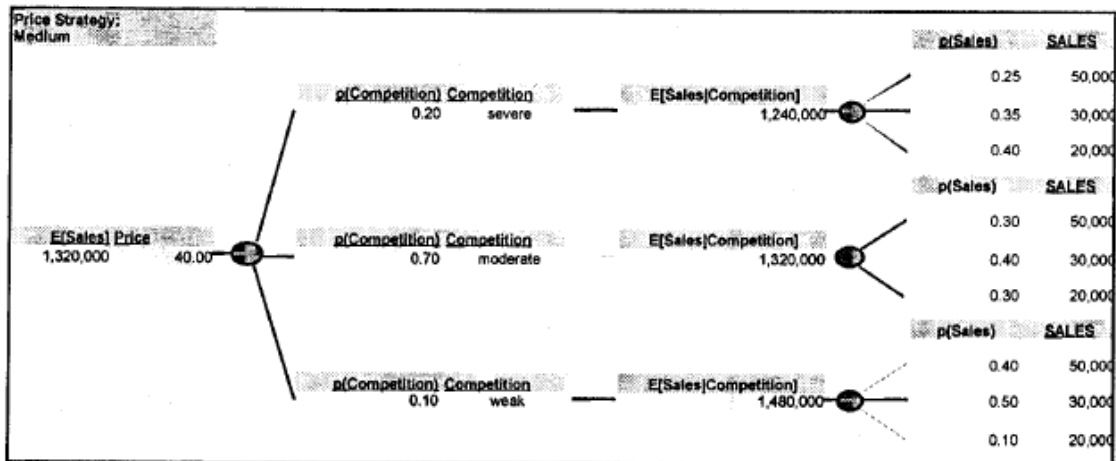 Price Strategy:
Medium
p(Sales) SALES
0.25 50,000
p(Competition) Competition E[Sales|Competition]
0.20 severe 1,240,000 0.35 30,000
0.40 20,000
p(Sales) SALES
0.30 50,000
E[Sales] Price p(Competition) Competition E[Sales|Competition]
1,320,000 40.00 0.70 moderate 1,320,000 0.40 30,000
0.30 20,000
p(Sales) SALES
0.40 50,000
p(Competition) Competition E[Sales|Competition]
0.10 weak 1,480,000 0.50 30,000
0.10 20,000